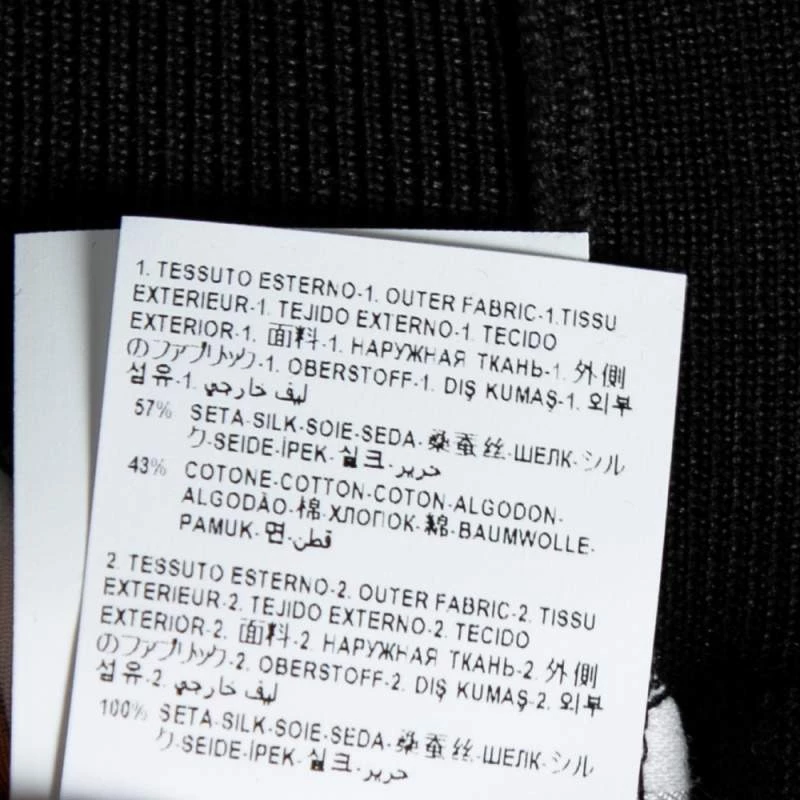 1. TESSUTO ESTERNO-1. OUTER FABRIC-1.TISSU
EXTERIEUR-1. TEJIDO EXTERNO-1. TECIDO
EXTERIOR-1. 面料-1. НАРУЖНАЯ ТКАНЬ-1. 外側
のファブリック-1. OBERSTOFF-1. DIŞ KUMAŞ-1. 외부
섬유-1. ليف خارجي
57% SETA-SILK-SOIE-SEDA-桑蚕丝-ШЕЛК-シル
ク-SEIDE-İPEK-실크-حرير
43% COTONE-COTTON-COTON-ALGODON-
ALGODÃO-棉-ХЛОПОК-綿-BAUMWOLLE-
PAMUK-면-قطن
2. TESSUTO ESTERNO-2. OUTER FABRIC-2. TISSU
EXTERIEUR-2. TEJIDO EXTERNO-2. TECIDO
EXTERIOR-2. 面料-2. НАРУЖНАЯ ТКАНЬ-2. 外側
のファブリック-2. OBERSTOFF-2. DIŞ KUMAŞ-2. 외부
섬유-2. ليف خارجي
100% SETA-SILK-SOIE-SEDA-桑蚕丝-ШЕЛК-シル
ク-SEIDE-İPEK-실크-حرير